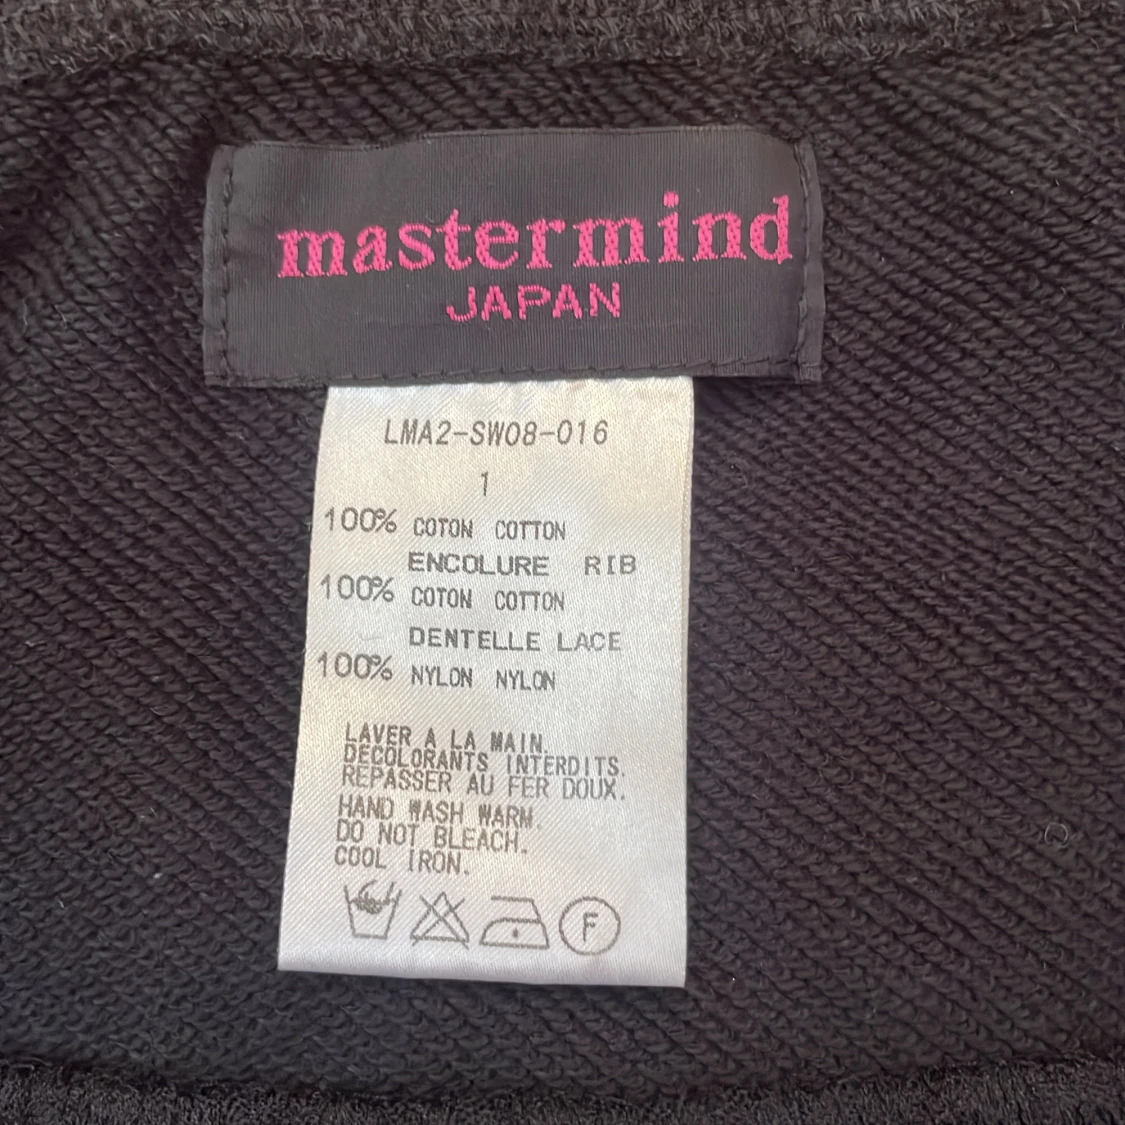 mastermind
JAPAN
LMA2-SW08-016
1
100% COTON COTTON
ENCOLURE RIB
100% COTON COTTON
DENTELLE LACE
100% NYLON NYLON
LAVER A LA MAIN.
DECOLORANTS INTERDITS.
REPASSER AU FER DOUX.
HAND WASH WARM.
DO NOT BLEACH.
COOL IRON.
F